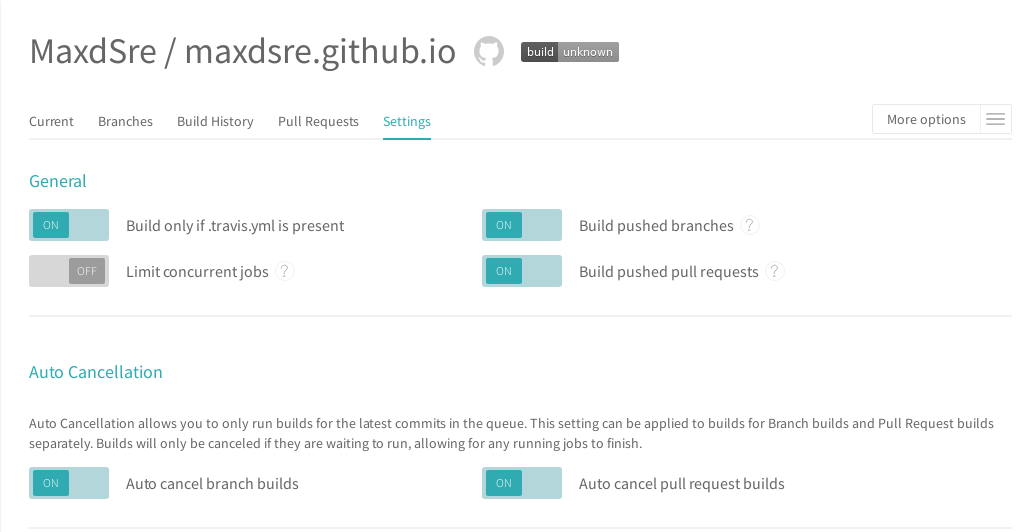 MaxdSre / maxdsre.github.io build unknown
Current Branches Build History Pull Requests Settings More options
General
ON Build only if .travis.yml is present ON Build pushed branches ?
OFF Limit concurrent jobs ? ON Build pushed pull requests ?
Auto Cancellation
Auto Cancellation allows you to only run builds for the latest commits in the queue. This setting can be applied to builds for Branch builds and Pull Request builds
separately. Builds will only be canceled if they are waiting to run, allowing for any running jobs to finish.
ON Auto cancel branch builds ON Auto cancel pull request builds